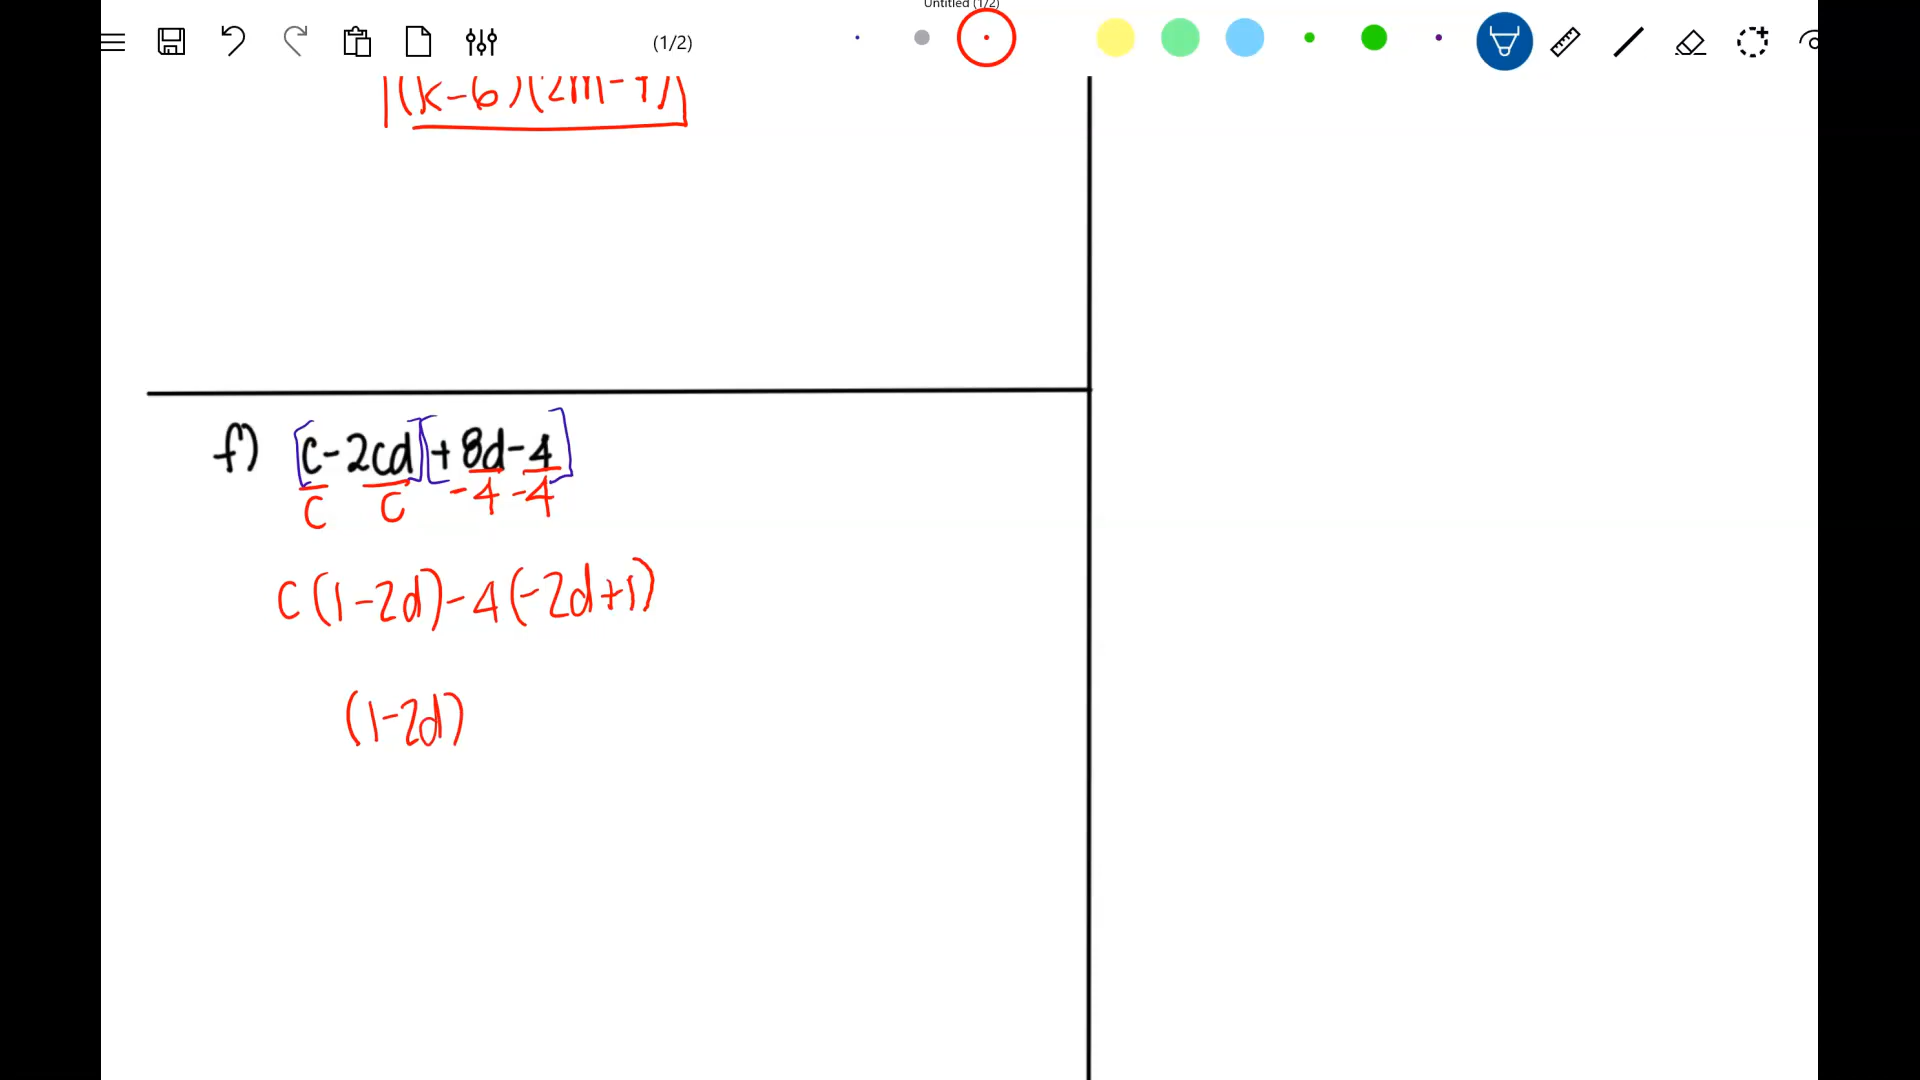 Untitled (1/2)
(1/2)
(k-6)(2m-7)
f) [c-2cd][+8d-4]
c c -4 -4
c(1-2d)-4(-2d+1)
(1-2d)